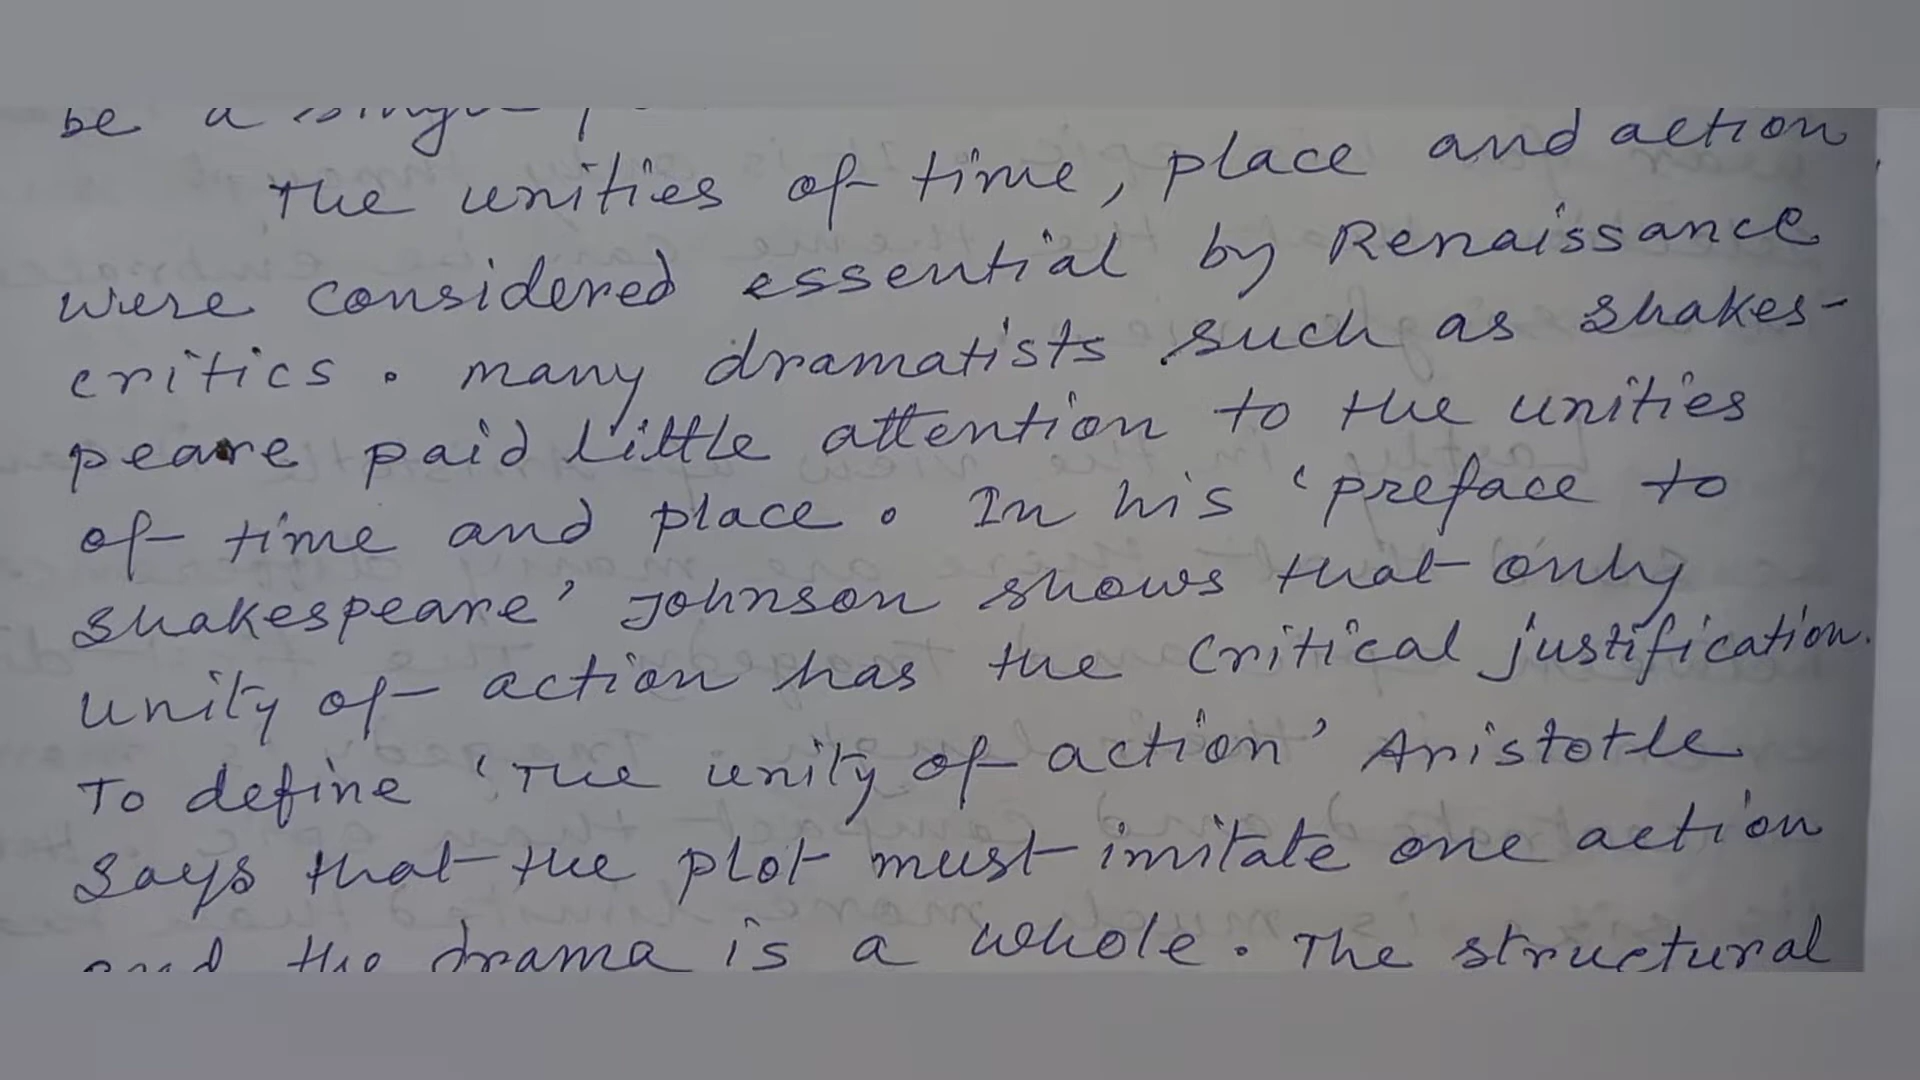 be a single
The unities of time, place and action
were considered essential by Renaissance
critics. many dramatists such as shakes-
peare paid little attention to the unities
of time and place. In his 'preface to
shakespeare' Johnson shows that only
unity of action has the critical justification.
To define 'The unity of action' Aristotle
says that the plot must imitate one action
and the drama is a whole. The structural